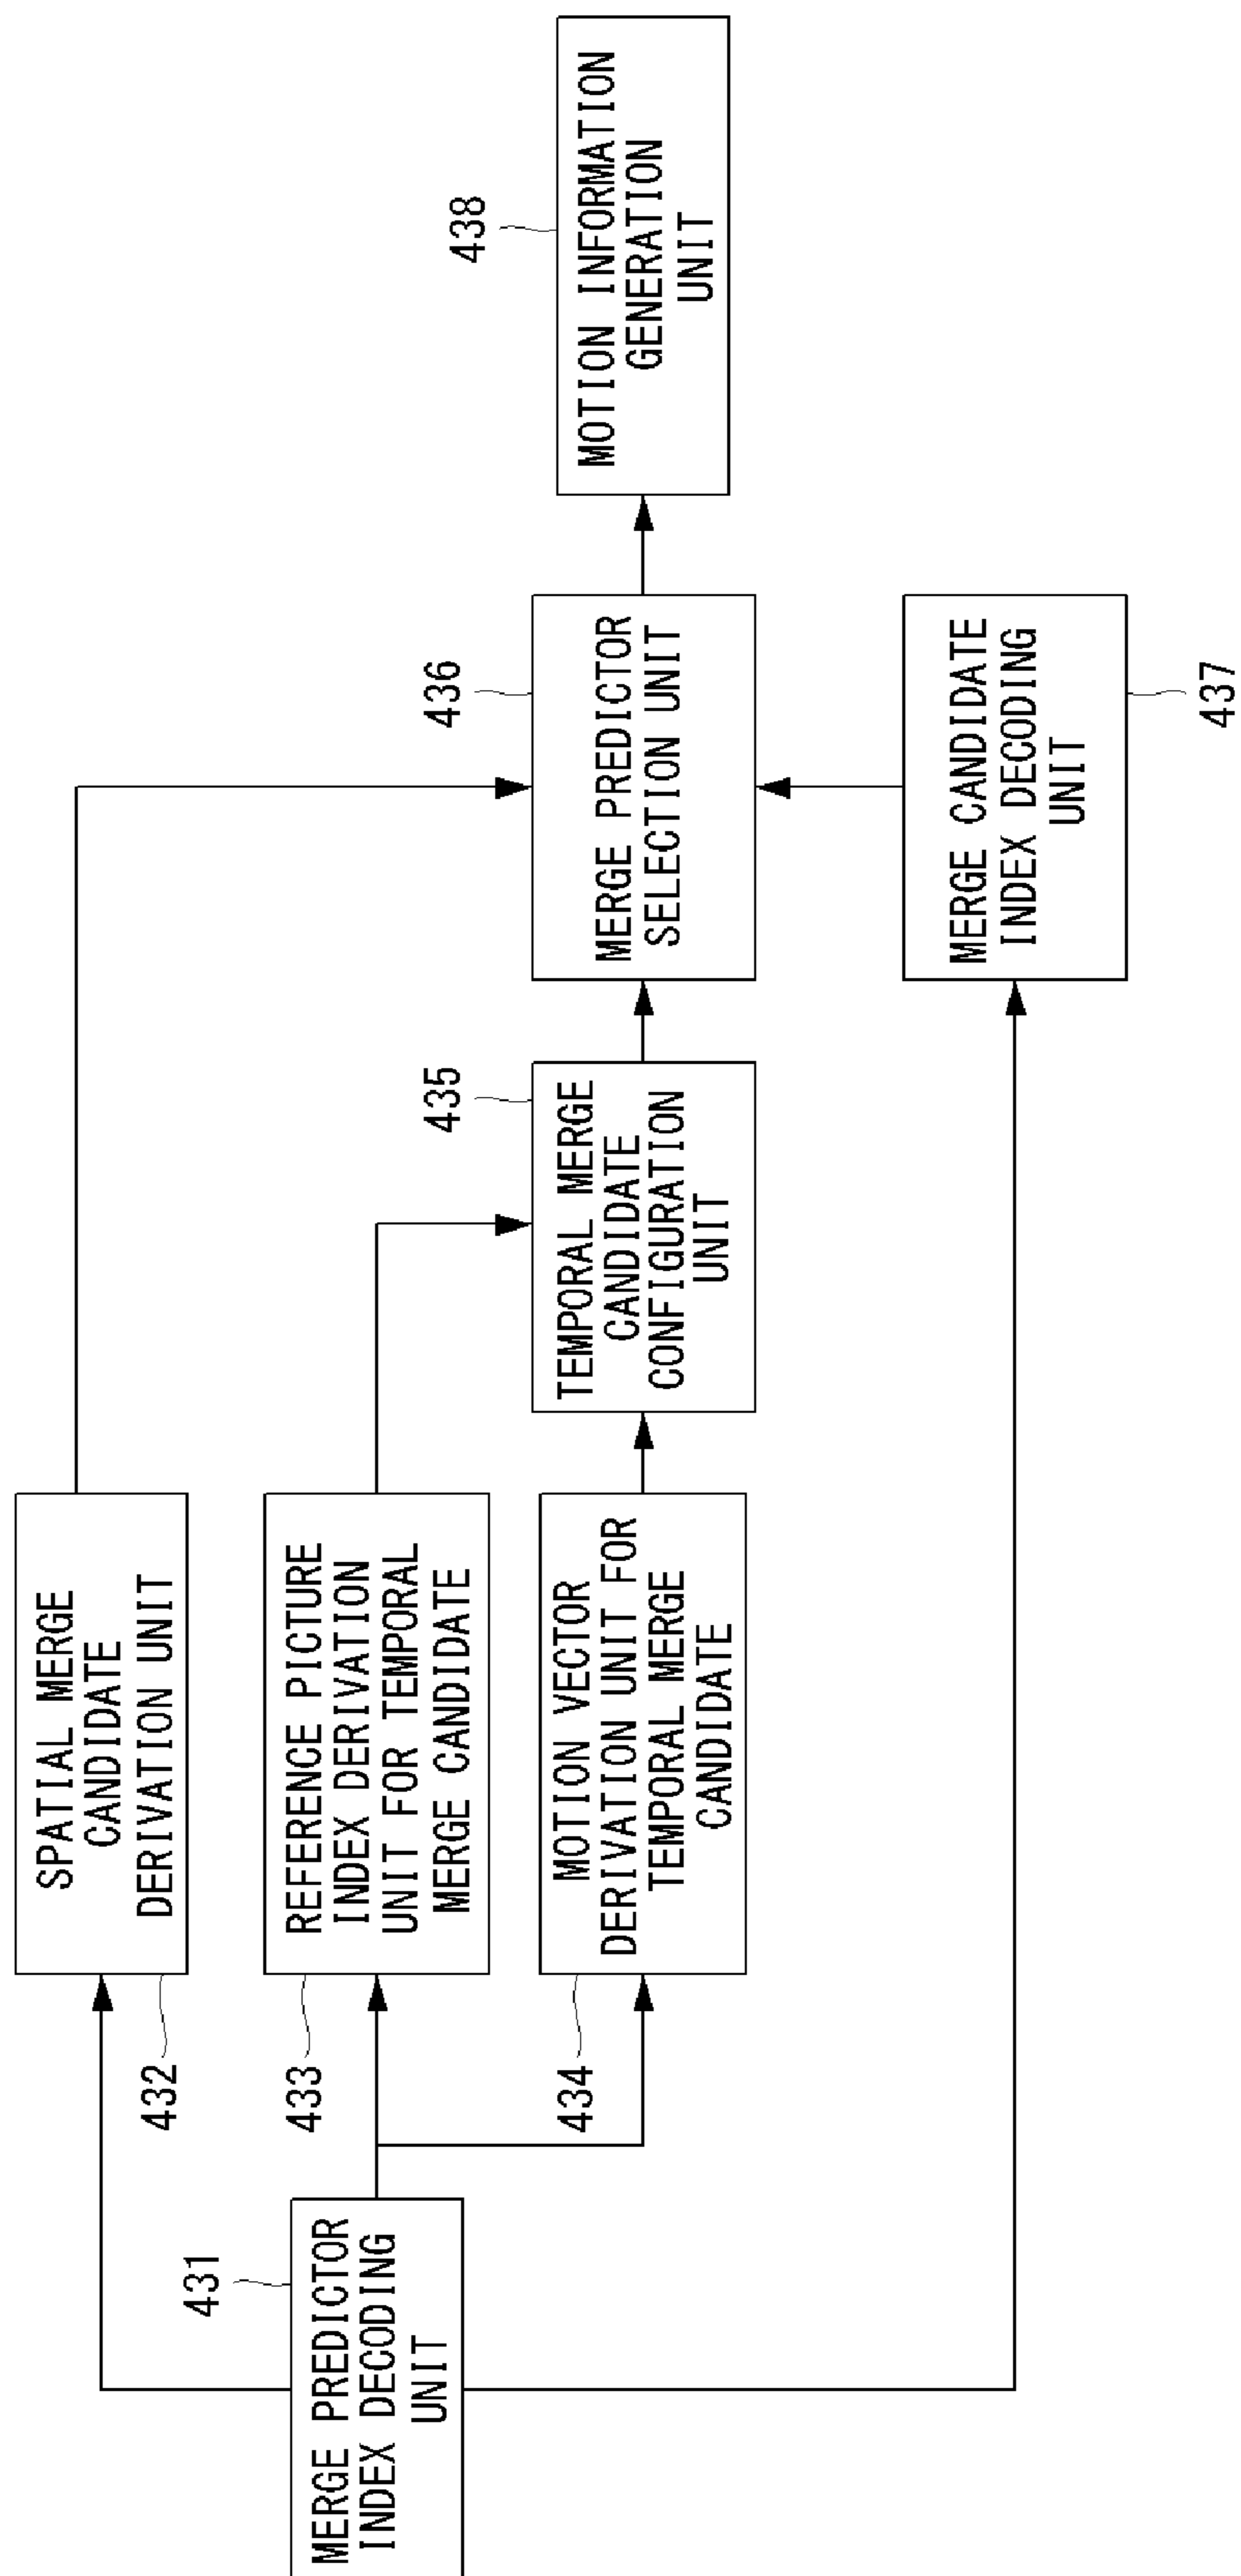 431
MERGE PREDICTOR
INDEX DECODING
UNIT
432
SPATIAL MERGE
CANDIDATE
DERIVATION UNIT
433
REFERENCE PICTURE
INDEX DERIVATION
UNIT FOR TEMPORAL
MERGE CANDIDATE
434
MOTION VECTOR
DERIVATION UNIT FOR
TEMPORAL MERGE
CANDIDATE
435
TEMPORAL MERGE
CANDIDATE
CONFIGURATION
UNIT
436
MERGE PREDICTOR
SELECTION UNIT
MERGE CANDIDATE
INDEX DECODING
UNIT
437
438
MOTION INFORMATION
GENERATION
UNIT